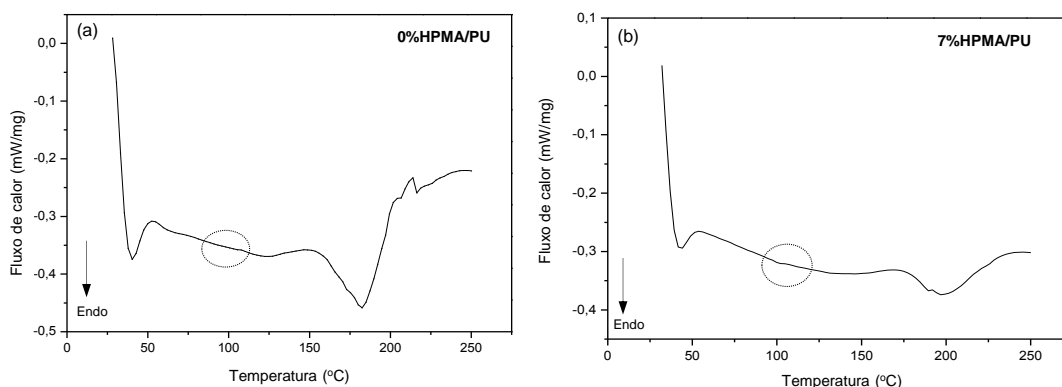 (a)
0%HPMA/PU
0,0
-0,1
-0,2
-0,3
-0,4
-0,5
Fluxo de calor (mW/mg)
Endo
0 50 100 150 200 250
Temperatura (°C)
(b)
7%HPMA/PU
0,1
0,0
-0,1
-0,2
-0,3
-0,4
Fluxo de calor (mW/mg)
Endo
0 50 100 150 200 250
Temperatura (°C)